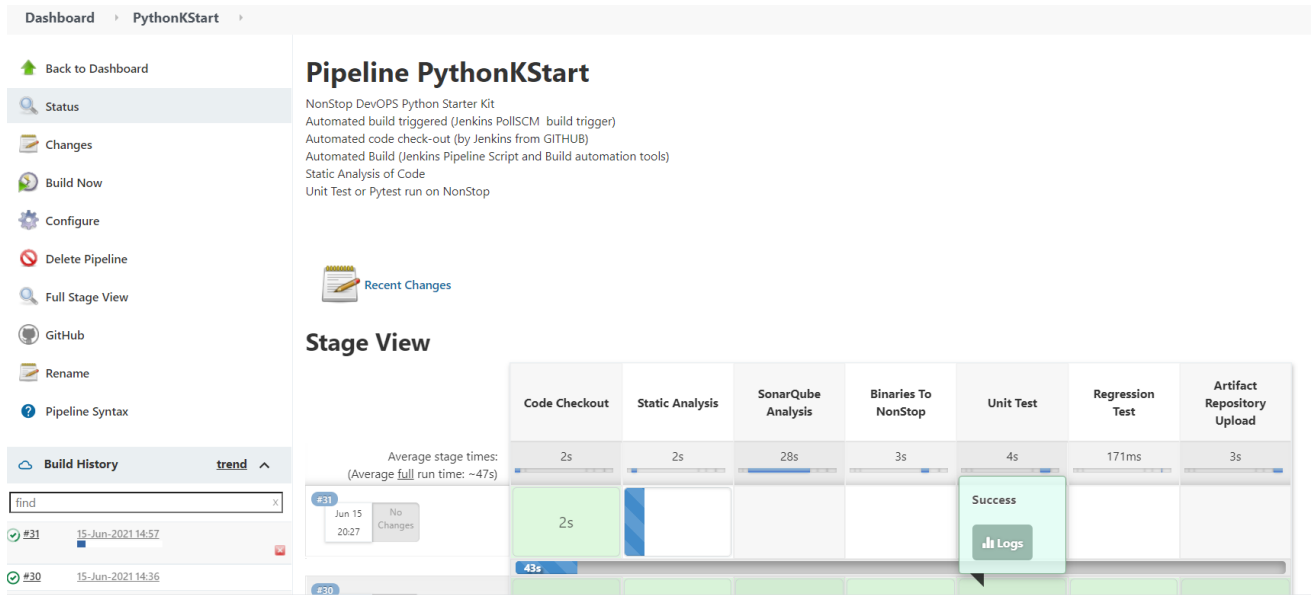 Dashboard PythonKStart
Back to Dashboard
Status
Changes
Build Now
Configure
Delete Pipeline
Full Stage View
GitHub
Rename
Pipeline Syntax
Build History trend
find x
#31 15-Jun-2021 14:57
#30 15-Jun-2021 14:36
Pipeline PythonKStart
NonStop DevOPS Python Starter Kit
Automated build triggered (Jenkins PollSCM build trigger)
Automated code check-out (by Jenkins from GITHUB)
Automated Build (Jenkins Pipeline Script and Build automation tools)
Static Analysis of Code
Unit Test or Pytest run on NonStop
Recent Changes
Stage View
Code Checkout
Static Analysis
SonarQube
Analysis
Binaries To
NonStop
Unit Test
Regression
Test
Artifact
Repository
Upload
Average stage times:
(Average full run time: ~47s)
2s 2s 28s 3s 4s 171ms 3s
#31
Jun 15
20:27
No
Changes
2s
Success
Logs
43s
#30